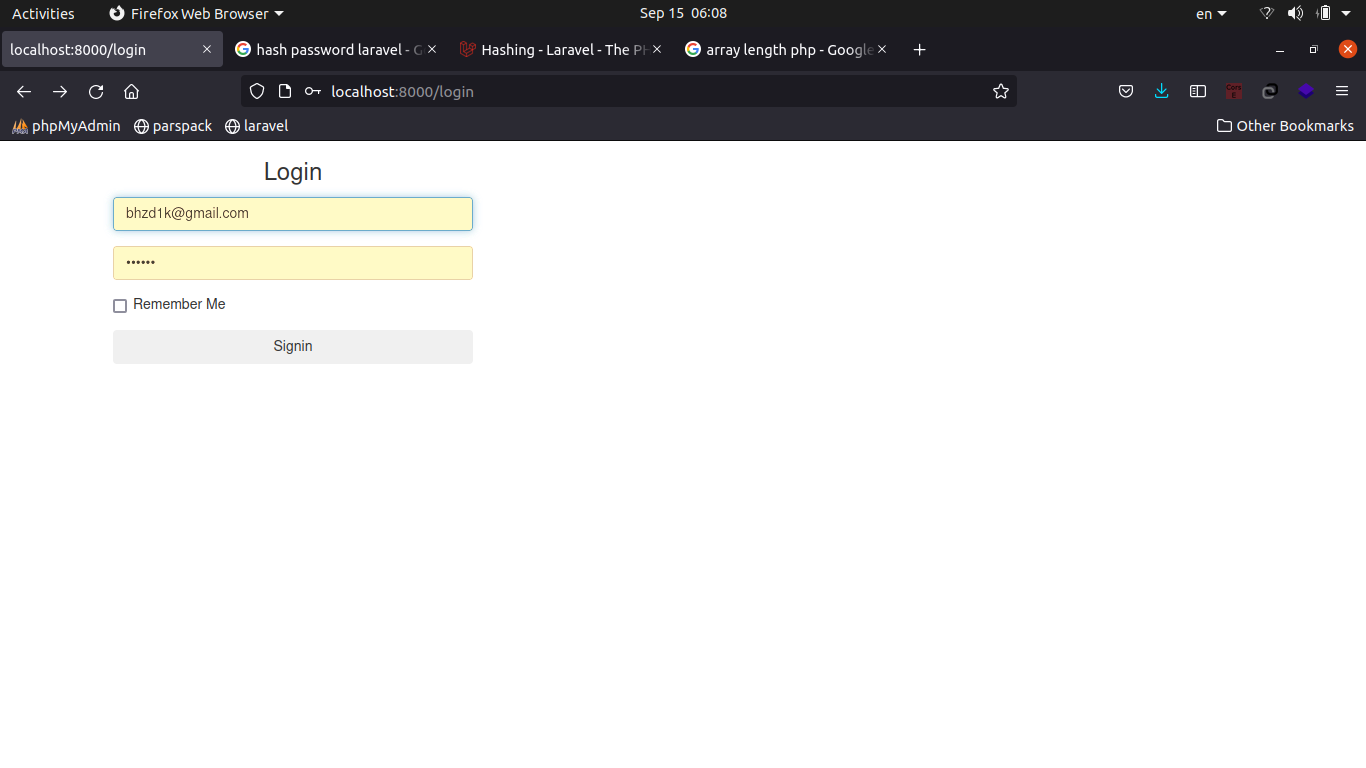 Activities Firefox Web Browser Sep 15 06:08 en
localhost:8000/login hash password laravel - G Hashing - Laravel - The PH array length php - Google
localhost:8000/login
phpMyAdmin parspack laravel Other Bookmarks
Login
bhzd1k@gmail.com
••••••
Remember Me
Signin